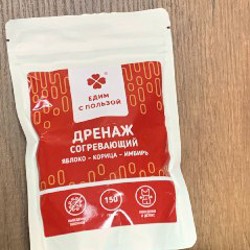 ЕДИМ
С ПОЛЬЗОЙ
ДРЕНАЖ
СОГРЕВАЮЩИЙ
ЯБЛОКО – КОРИЦА – ИМБИРЬ
150